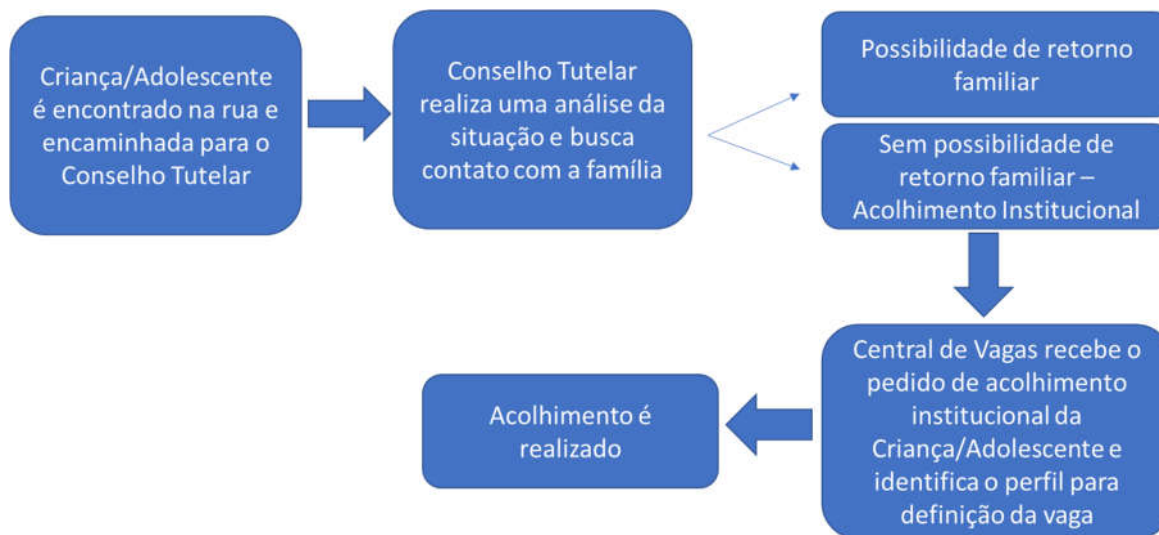 Criança/Adolescente
é encontrado na rua e
encaminhada para o
Conselho Tutelar
Conselho Tutelar
realiza uma análise da
situação e busca
contato com a família
Possibilidade de retorno
familiar
Sem possibilidade de
retorno familiar –
Acolhimento Institucional
Central de Vagas recebe o
pedido de acolhimento
institucional da
Criança/Adolescente e
identifica o perfil para
definição da vaga
Acolhimento é
realizado